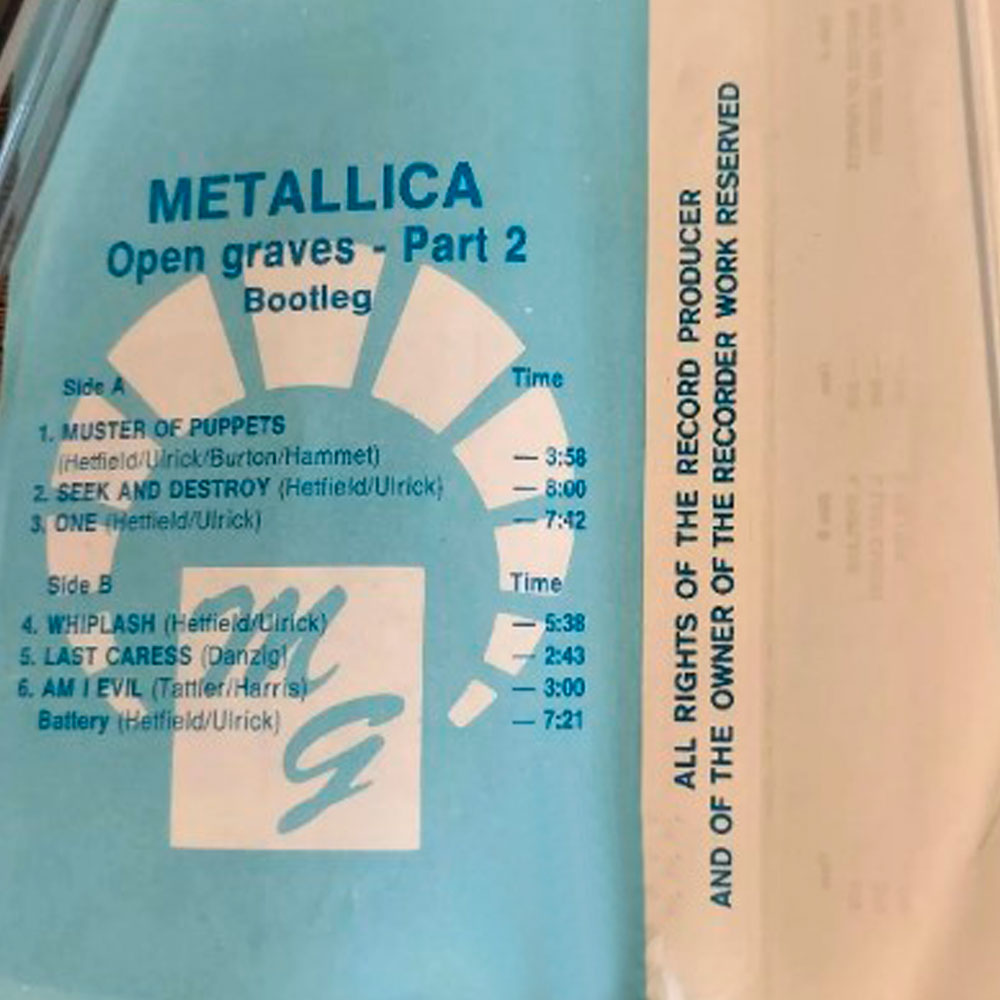 METALLICA
Open graves - Part 2
Bootleg
Side A Time
1. MUSTER OF PUPPETS
(Hetfield/Ulrick/Burton/Hammet) — 3:58
2. SEEK AND DESTROY (Hetfield/Ulrick) — 8:00
3. ONE (Hetfield/Ulrick) — 7:42
Side B Time
4. WHIPLASH (Hetfield/Ulrick) — 5:38
5. LAST CARESS (Danzig) — 2:43
6. AM I EVIL (Tattler/Harris) — 3:00
Battery (Hetfield/Ulrick) — 7:21
MG
ALL RIGHTS OF THE RECORD PRODUCER
AND OF THE OWNER OF THE RECORDER WORK RESERVED